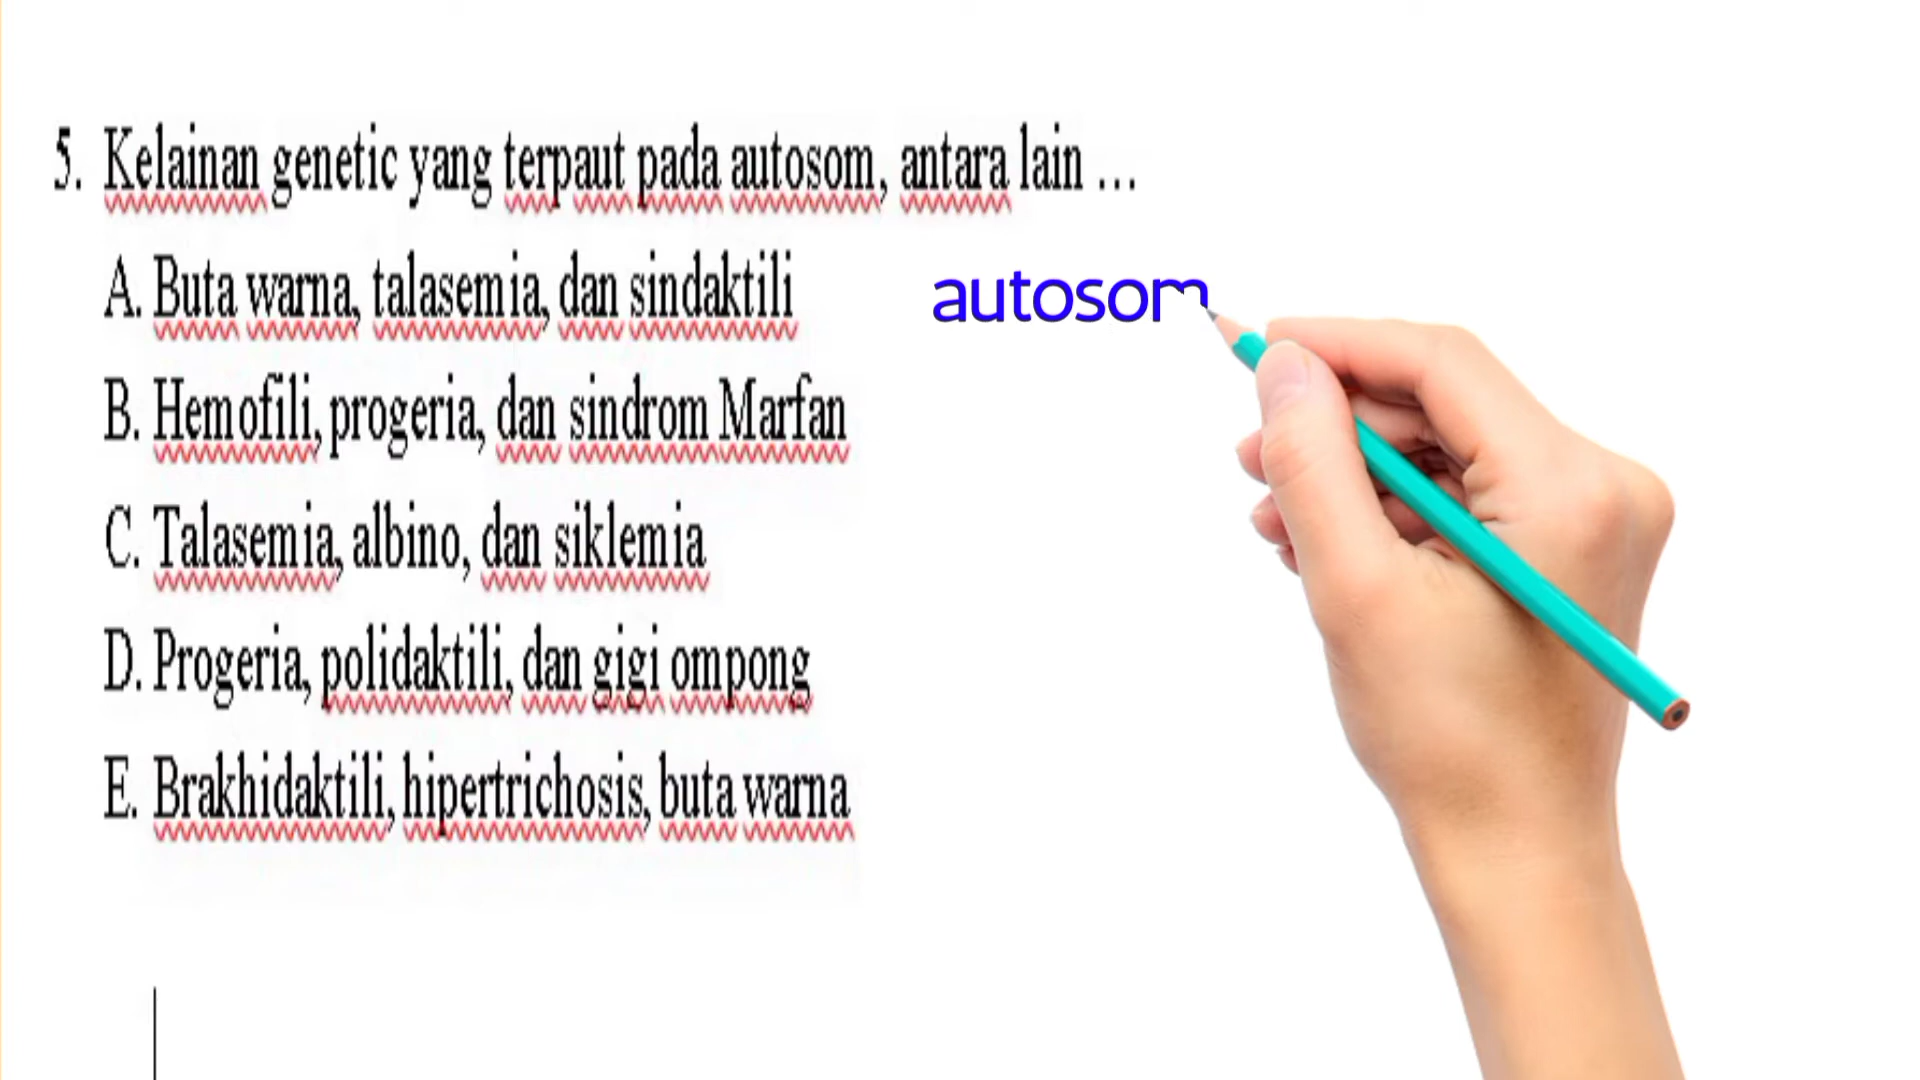 5. Kelainan genetic yang terpaut pada autosom, antara lain ...
A. Buta warna, talasemia, dan sindaktili
autosom
B. Hemofili, progeria, dan sindrom Marfan
C. Talasemia, albino, dan siklemia
D. Progeria, polidaktili, dan gigi ompong
E. Brakhidaktili, hipertrichosis, buta warna